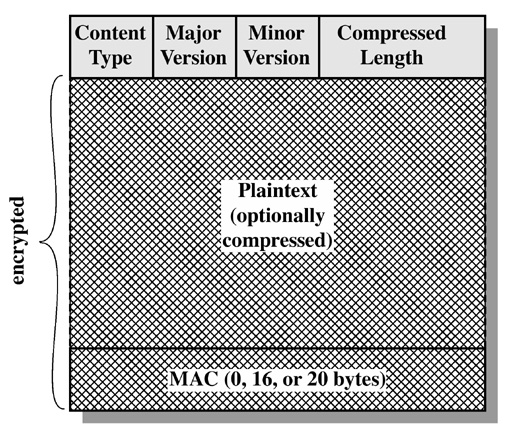 Content Type
Major Version
Minor Version
Compressed Length
encrypted
Plaintext
(optionally
compressed)
MAC (0, 16, or 20 bytes)